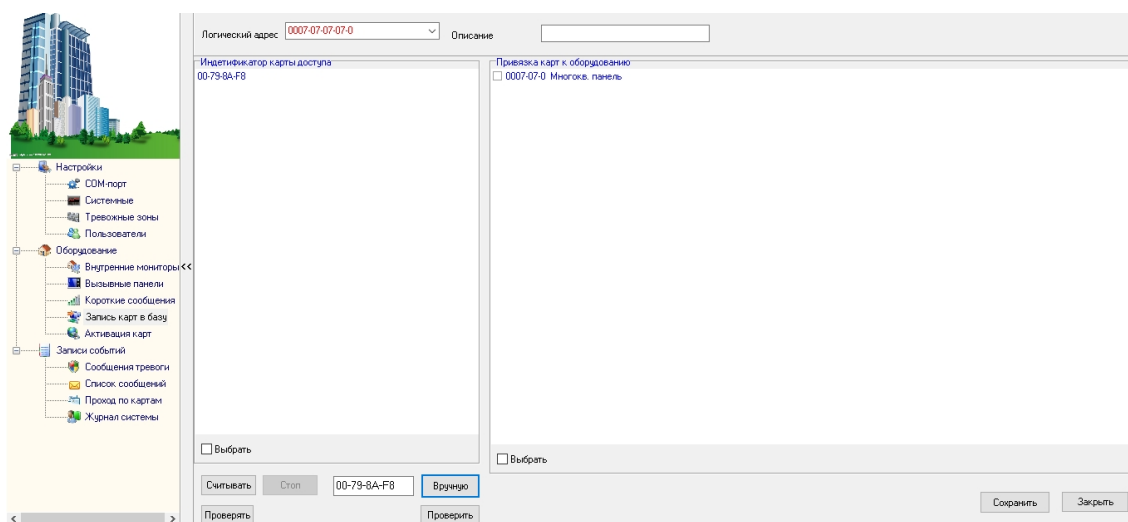 Логический адрес 0007-07-07-07-0 Описание
Индетификатор карты доступа
00-79-8A-F8
Привязка карт к оборудованию
0007-07-0 Многокв. панель
Настройки
COM-порт
Системные
Тревожные зоны
Пользователи
Оборудование
Внутренние мониторы
<<
Вызывные панели
Короткие сообщения
Запись карт в базу
Активация карт
Записи событий
Сообщения тревоги
Список сообщений
Проход по картам
Журнал системы
Выбрать
Выбрать
Считывать Стоп 00-79-8A-F8 Вручную
Сохранить Закрыть
Проверять Проверить